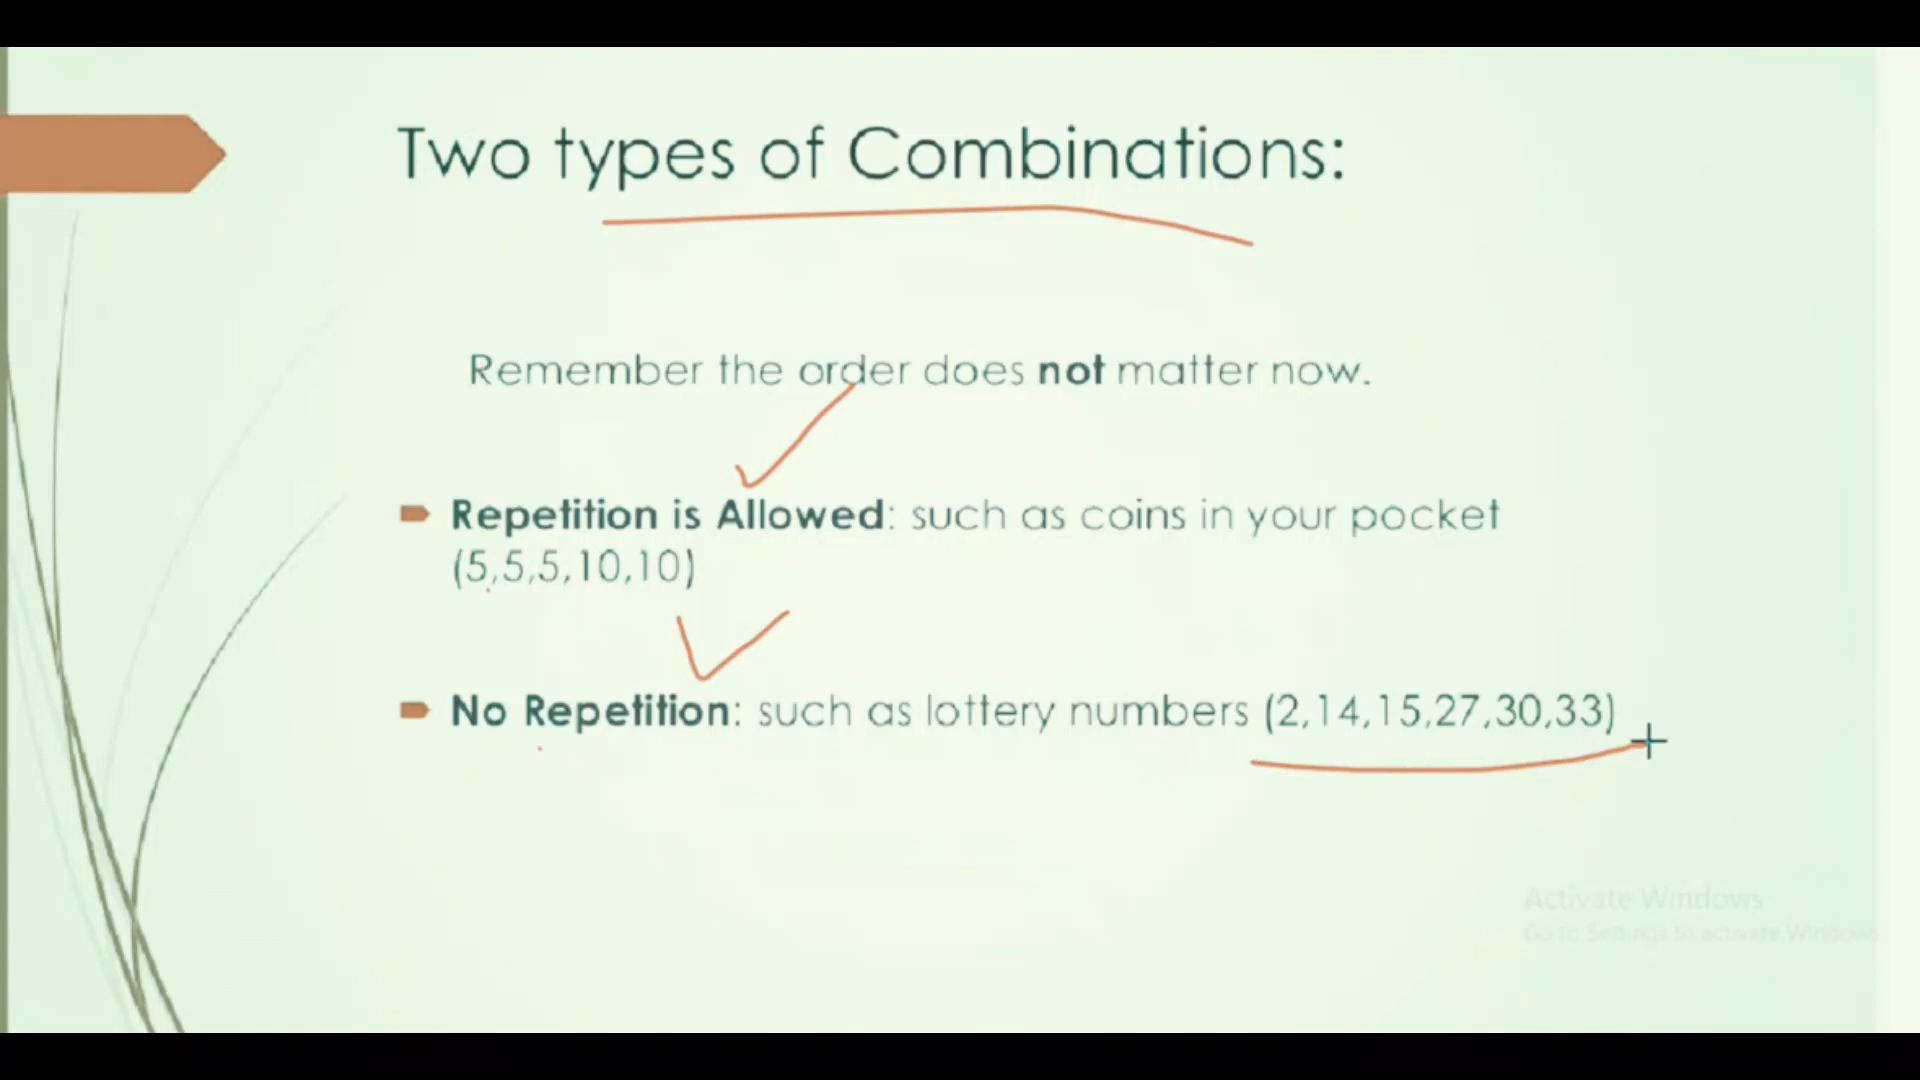 Two types of Combinations:
Remember the order does not matter now.
Repetition is Allowed: such as coins in your pocket
(5,5,5,10,10)
No Repetition: such as lottery numbers (2,14,15,27,30,33)
Activate Windows
Go to Settings to activate Windows